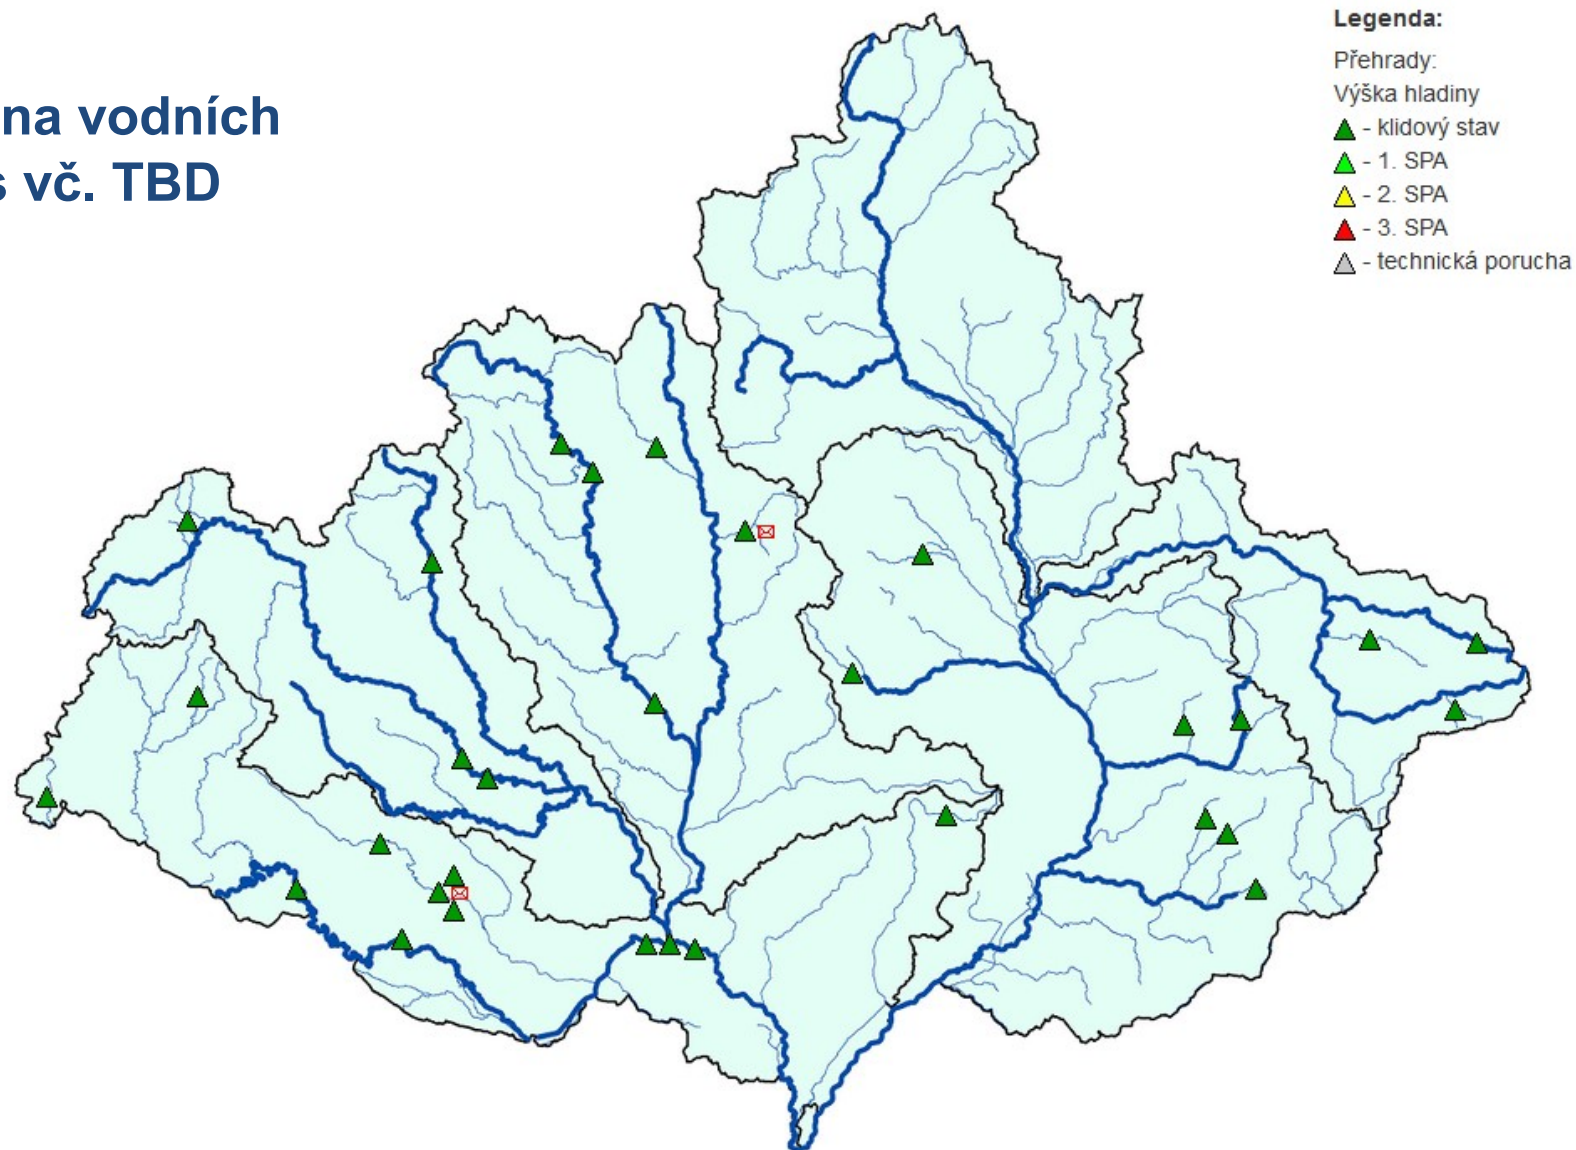 na vodních
s vč. TBD
Legenda:
Přehrady:
Výška hladiny
- klidový stav
- 1. SPA
- 2. SPA
- 3. SPA
- technická porucha